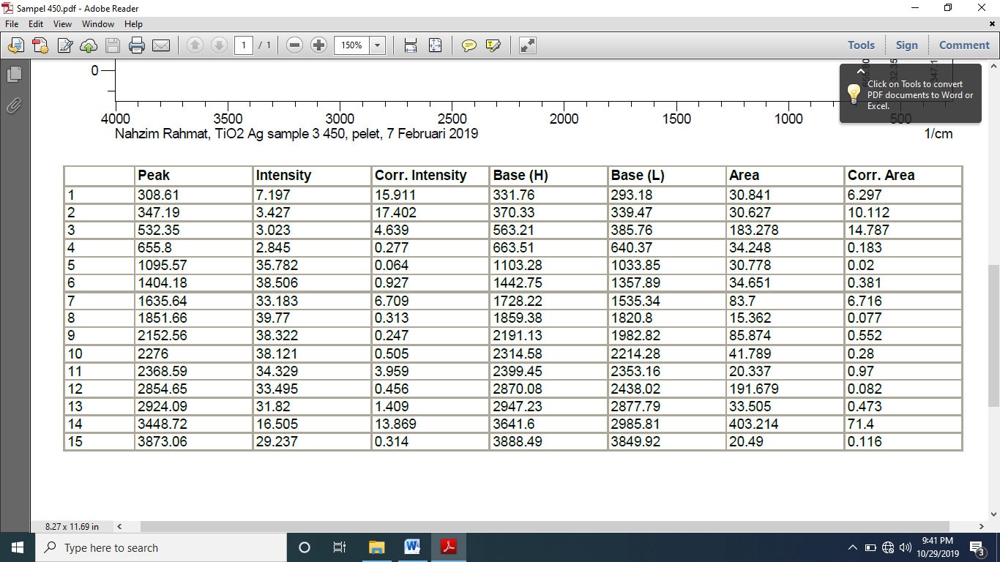 Sampel 450.pdf - Adobe Reader
File Edit View Window Help
1 / 1 150% Tools Sign Comment
0
Click on Tools to convert
PDF documents to Word or
Excel.
4000 3500 3000 2500 2000 1500 1000 500
Nahzim Rahmat, TiO2 Ag sample 3 450, pelet, 7 Februari 2019 1/cm
Peak Intensity Corr. Intensity Base (H) Base (L) Area Corr. Area
1 308.61 7.197 15.911 331.76 293.18 30.841 6.297
2 347.19 3.427 17.402 370.33 339.47 30.627 10.112
3 532.35 3.023 4.639 563.21 385.76 183.278 14.787
4 655.8 2.845 0.277 663.51 640.37 34.248 0.183
5 1095.57 35.782 0.064 1103.28 1033.85 30.778 0.02
6 1404.18 38.506 0.927 1442.75 1357.89 34.651 0.381
7 1635.64 33.183 6.709 1728.22 1535.34 83.7 6.716
8 1851.66 39.77 0.313 1859.38 1820.8 15.362 0.077
9 2152.56 38.322 0.247 2191.13 1982.82 85.874 0.552
10 2276 38.121 0.505 2314.58 2214.28 41.789 0.28
11 2368.59 34.329 3.959 2399.45 2353.16 20.337 0.97
12 2854.65 33.495 0.456 2870.08 2438.02 191.679 0.082
13 2924.09 31.82 1.409 2947.23 2877.79 33.505 0.473
14 3448.72 16.505 13.869 3641.6 2985.81 403.214 71.4
15 3873.06 29.237 0.314 3888.49 3849.92 20.49 0.116
8.27 x 11.69 in
Type here to search
9:41 PM
10/29/2019
3